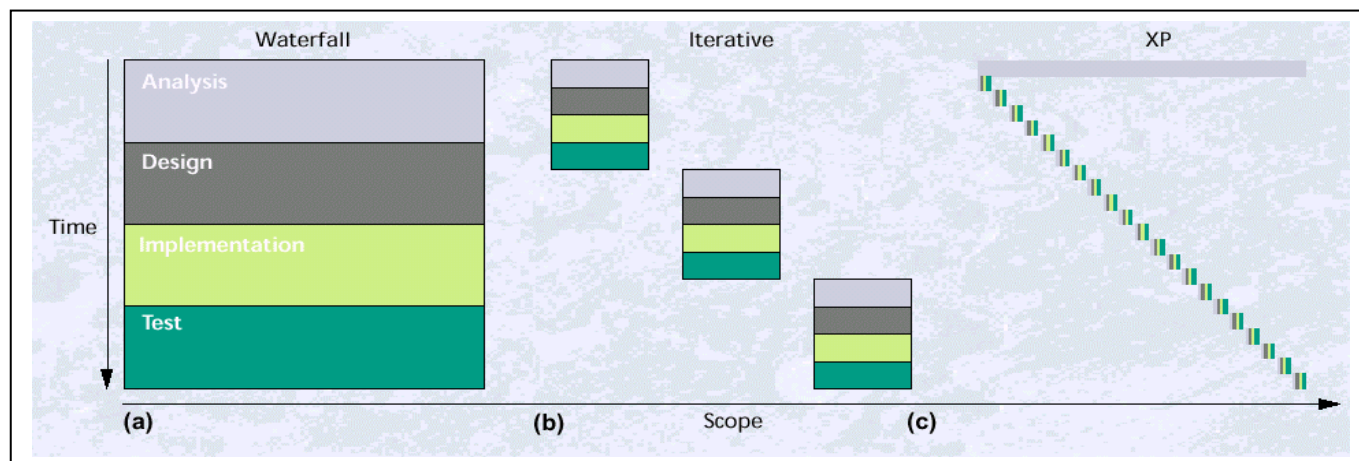 Waterfall
Iterative
XP
Analysis
Design
Time
Implementation
Test
(a)
(b)
Scope
(c)